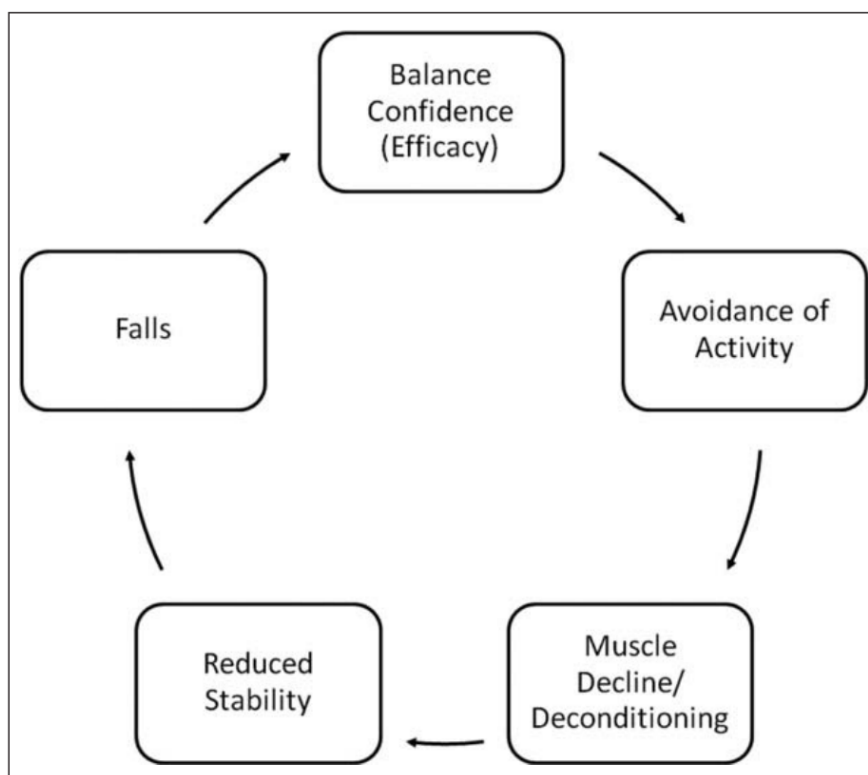 Balance
Confidence
(Efficacy)
Avoidance of
Activity
Muscle
Decline/
Deconditioning
Reduced
Stability
Falls